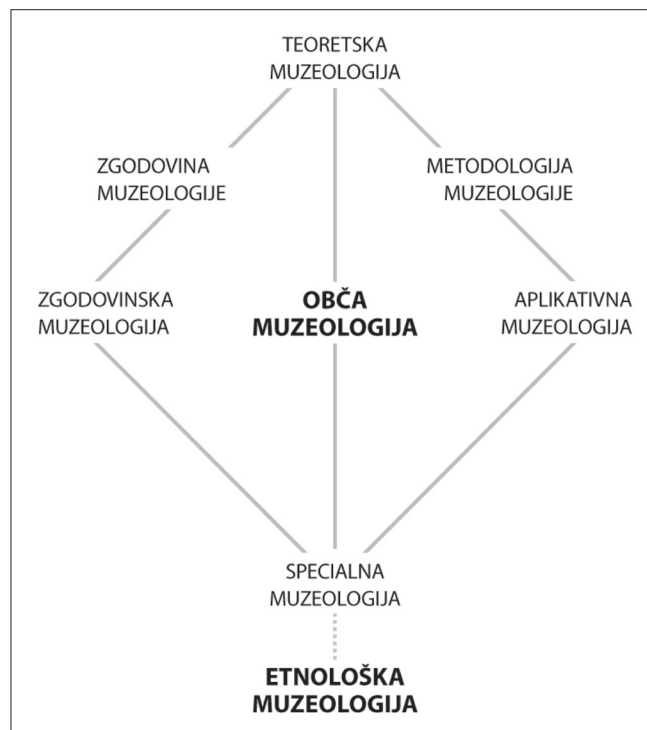 TEORETSKA
MUZEOLOGIJA
ZGODOVINA
MUZEOLOGIJE
METODOLOGIJA
MUZEOLOGIJE
ZGODOVINSKA
MUZEOLOGIJA
OBČA
MUZEOLOGIJA
APLIKATIVNA
MUZEOLOGIJA
SPECIALNA
MUZEOLOGIJA
ETNOLOŠKA
MUZEOLOGIJA